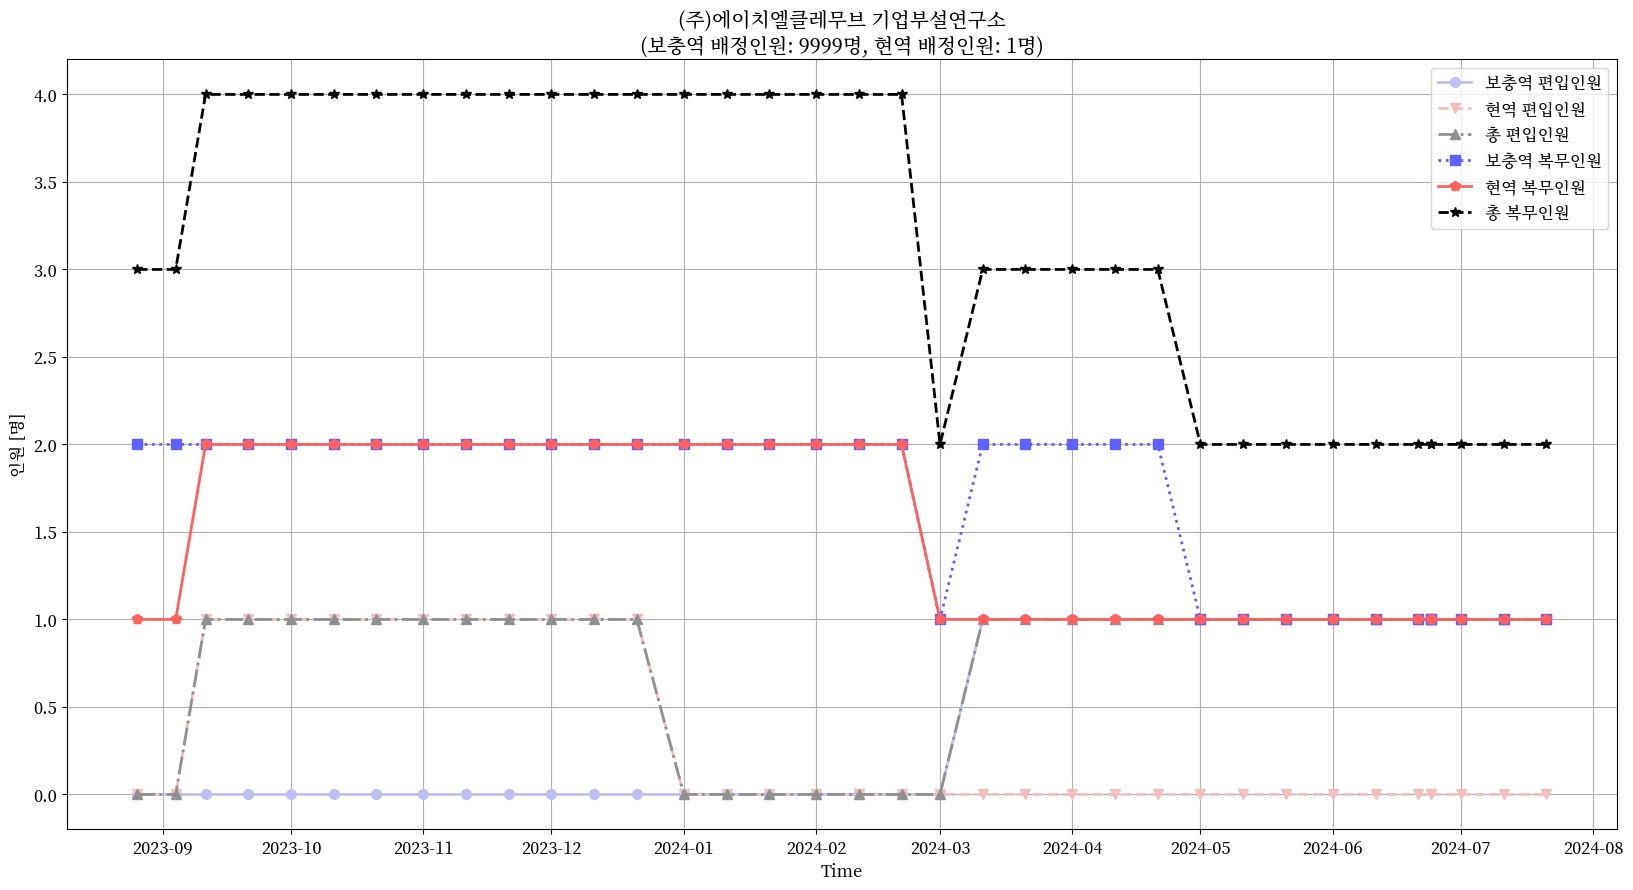 (주)에이치엘클레무브 기업부설연구소
(보충역 배정인원: 9999명, 현역 배정인원: 1명)
보충역 편입인원
현역 편입인원
총 편입인원
보충역 복무인원
현역 복무인원
총 복무인원
인원 [명]
4.0
3.5
3.0
2.5
2.0
1.5
1.0
0.5
0.0
2023-09
2023-10
2023-11
2023-12
2024-01
2024-02
2024-03
2024-04
2024-05
2024-06
2024-07
2024-08
Time